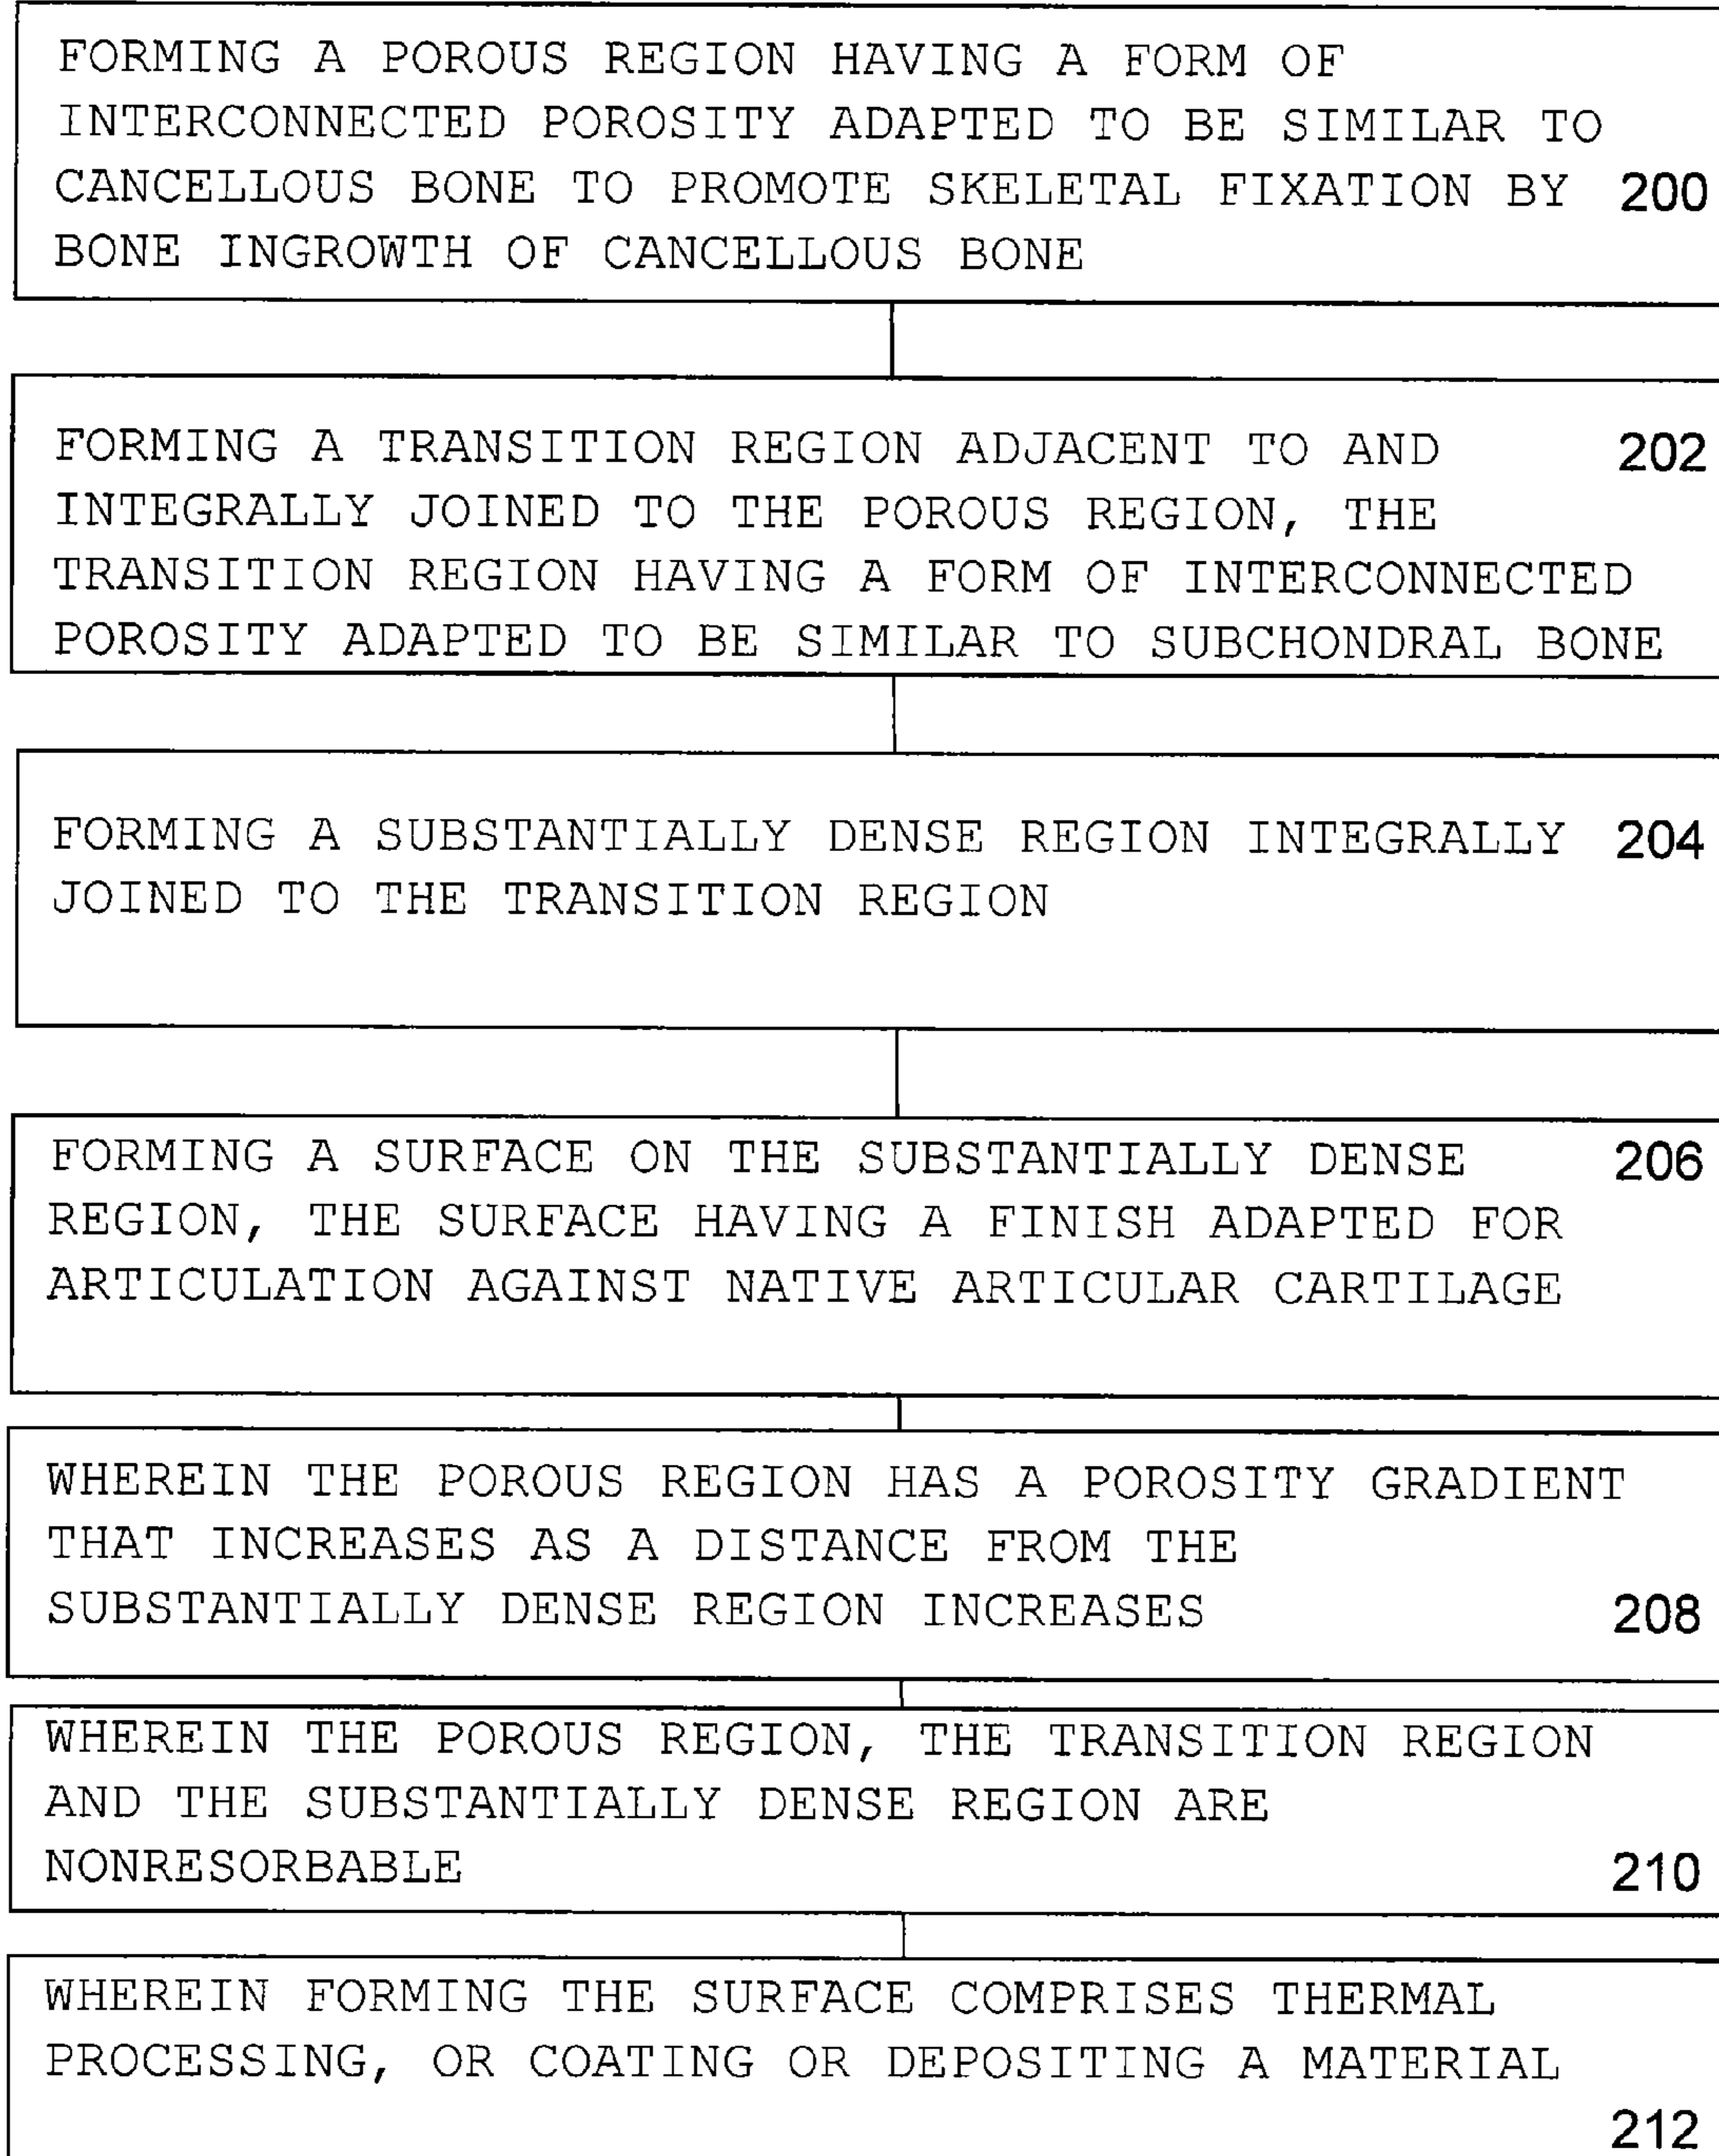 FORMING A POROUS REGION HAVING A FORM OF
INTERCONNECTED POROSITY ADAPTED TO BE SIMILAR TO
CANCELLOUS BONE TO PROMOTE SKELETAL FIXATION BY 200
BONE INGROWTH OF CANCELLOUS BONE
FORMING A TRANSITION REGION ADJACENT TO AND 202
INTEGRALLY JOINED TO THE POROUS REGION, THE
TRANSITION REGION HAVING A FORM OF INTERCONNECTED
POROSITY ADAPTED TO BE SIMILAR TO SUBCHONDRAL BONE
FORMING A SUBSTANTIALLY DENSE REGION INTEGRALLY 204
JOINED TO THE TRANSITION REGION
FORMING A SURFACE ON THE SUBSTANTIALLY DENSE 206
REGION, THE SURFACE HAVING A FINISH ADAPTED FOR
ARTICULATION AGAINST NATIVE ARTICULAR CARTILAGE
WHEREIN THE POROUS REGION HAS A POROSITY GRADIENT
THAT INCREASES AS A DISTANCE FROM THE
SUBSTANTIALLY DENSE REGION INCREASES 208
WHEREIN THE POROUS REGION, THE TRANSITION REGION
AND THE SUBSTANTIALLY DENSE REGION ARE
NONRESORBABLE 210
WHEREIN FORMING THE SURFACE COMPRISES THERMAL
PROCESSING, OR COATING OR DEPOSITING A MATERIAL
212